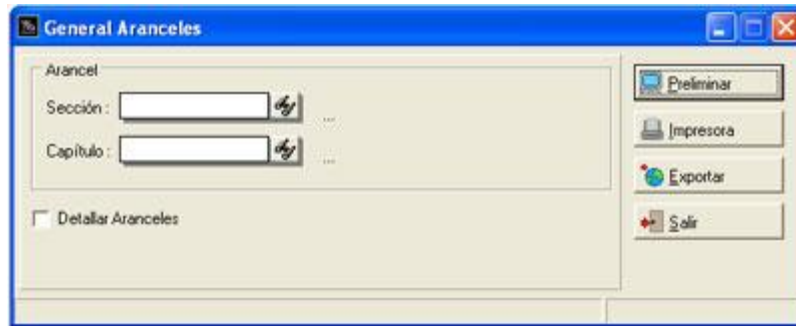 General Aranceles
Arancel
Sección :
...
Capítulo :
...
Detallar Aranceles
Preliminar
Impresora
Exportar
Salir